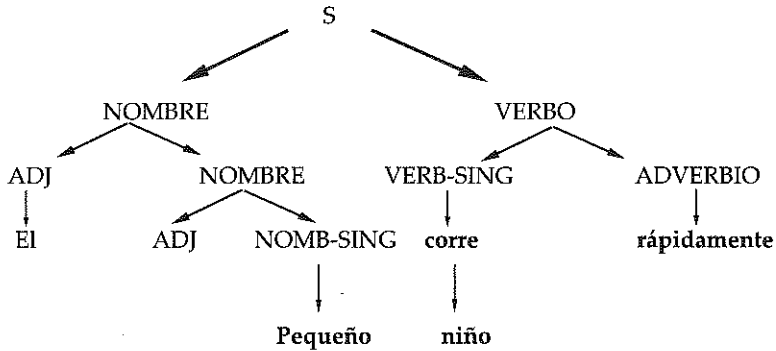 S
NOMBRE VERBO
ADJ NOMBRE VERB-SING ADVERBIO
El ADJ NOMB-SING corre rápidamente
Pequeño niño